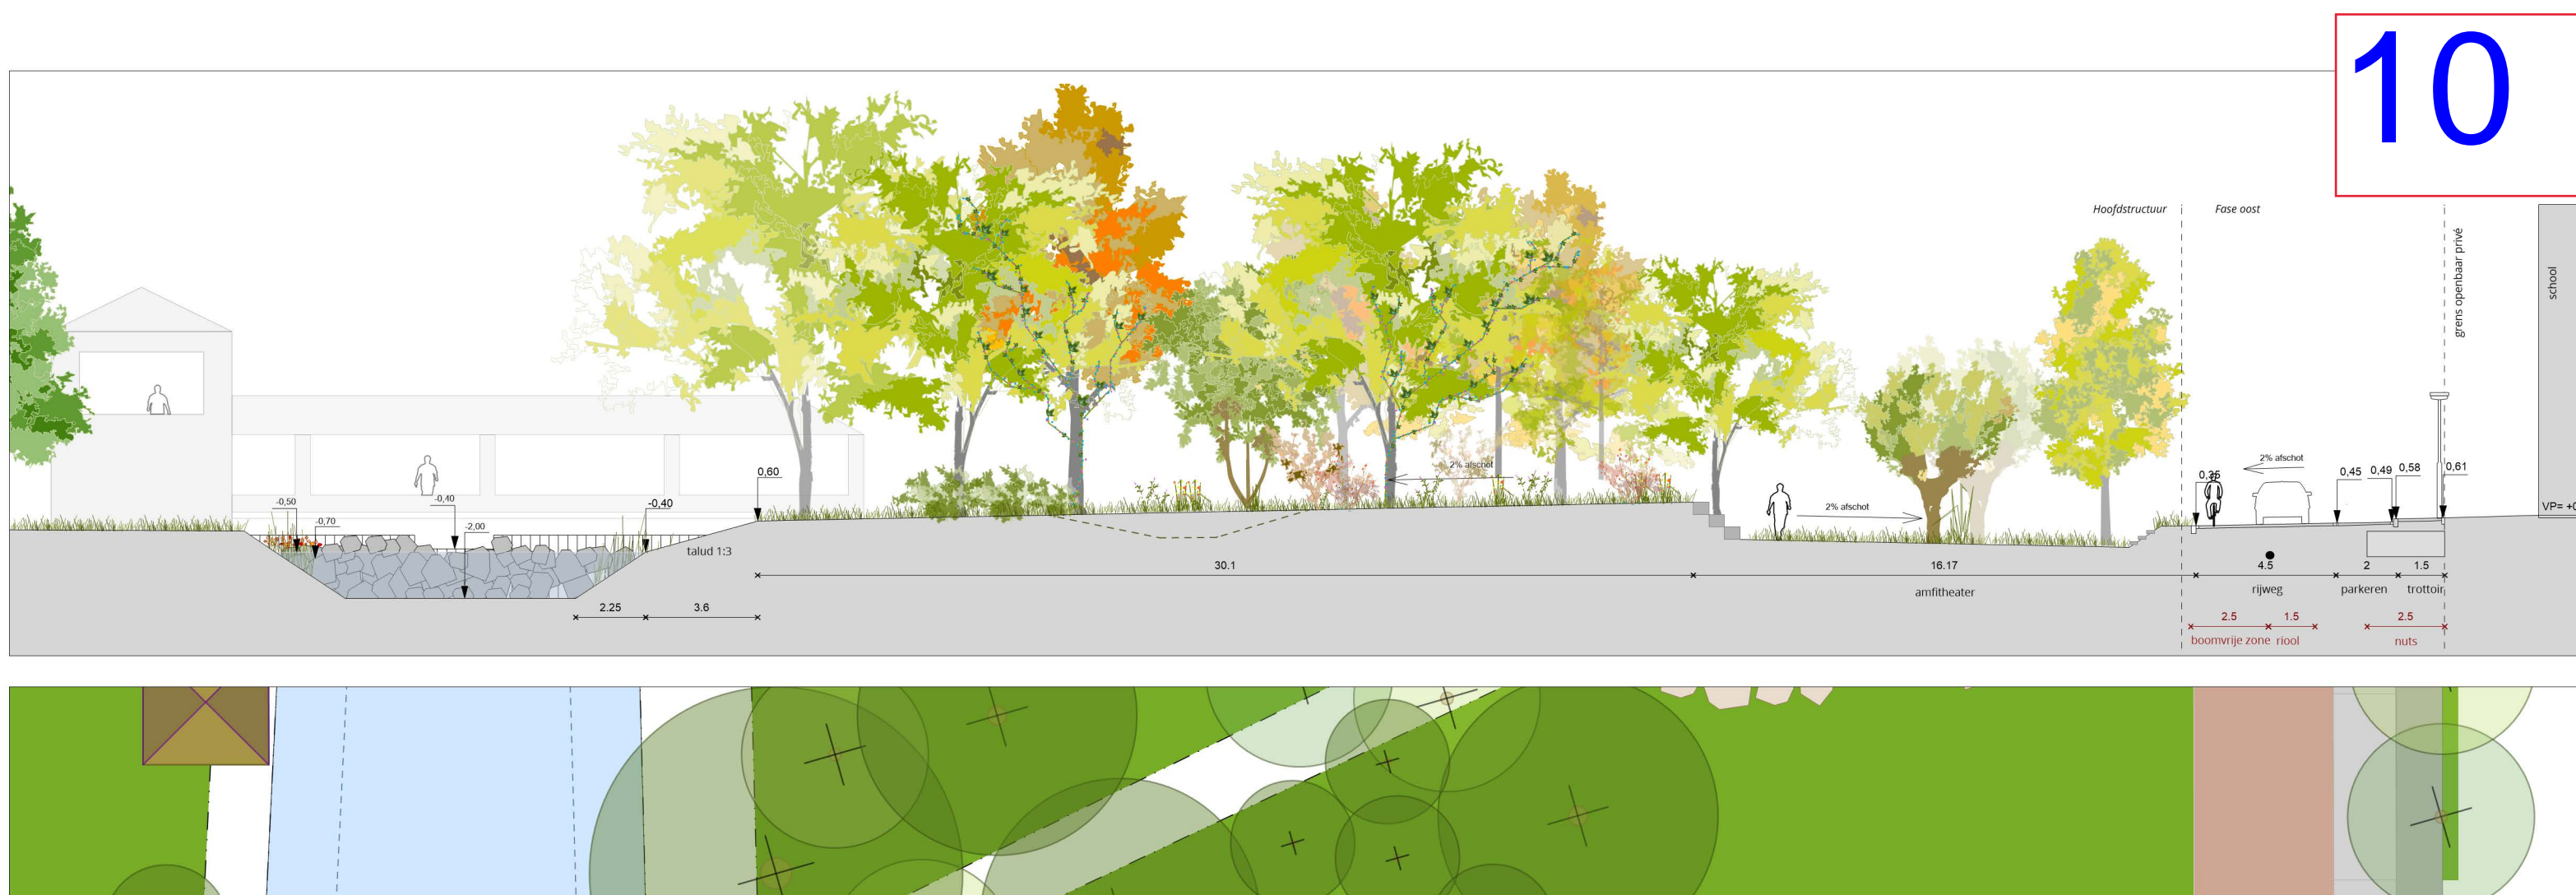 10
Hoofdstructuur
Fase oost
grens openbaar privé
school
2% afschot
2% afschot
2% afschot
0,60
-0,50
-0,70
-0,40
-2,00
-0,40
talud 1:3
0,45
0,49
0,58
0,61
30.1
16.17
4.5
2
1.5
amfitheater
rijweg
parkeren
trottoir
2.25
3.6
2.5
1.5
2.5
boomvrije zone
riool
nuts